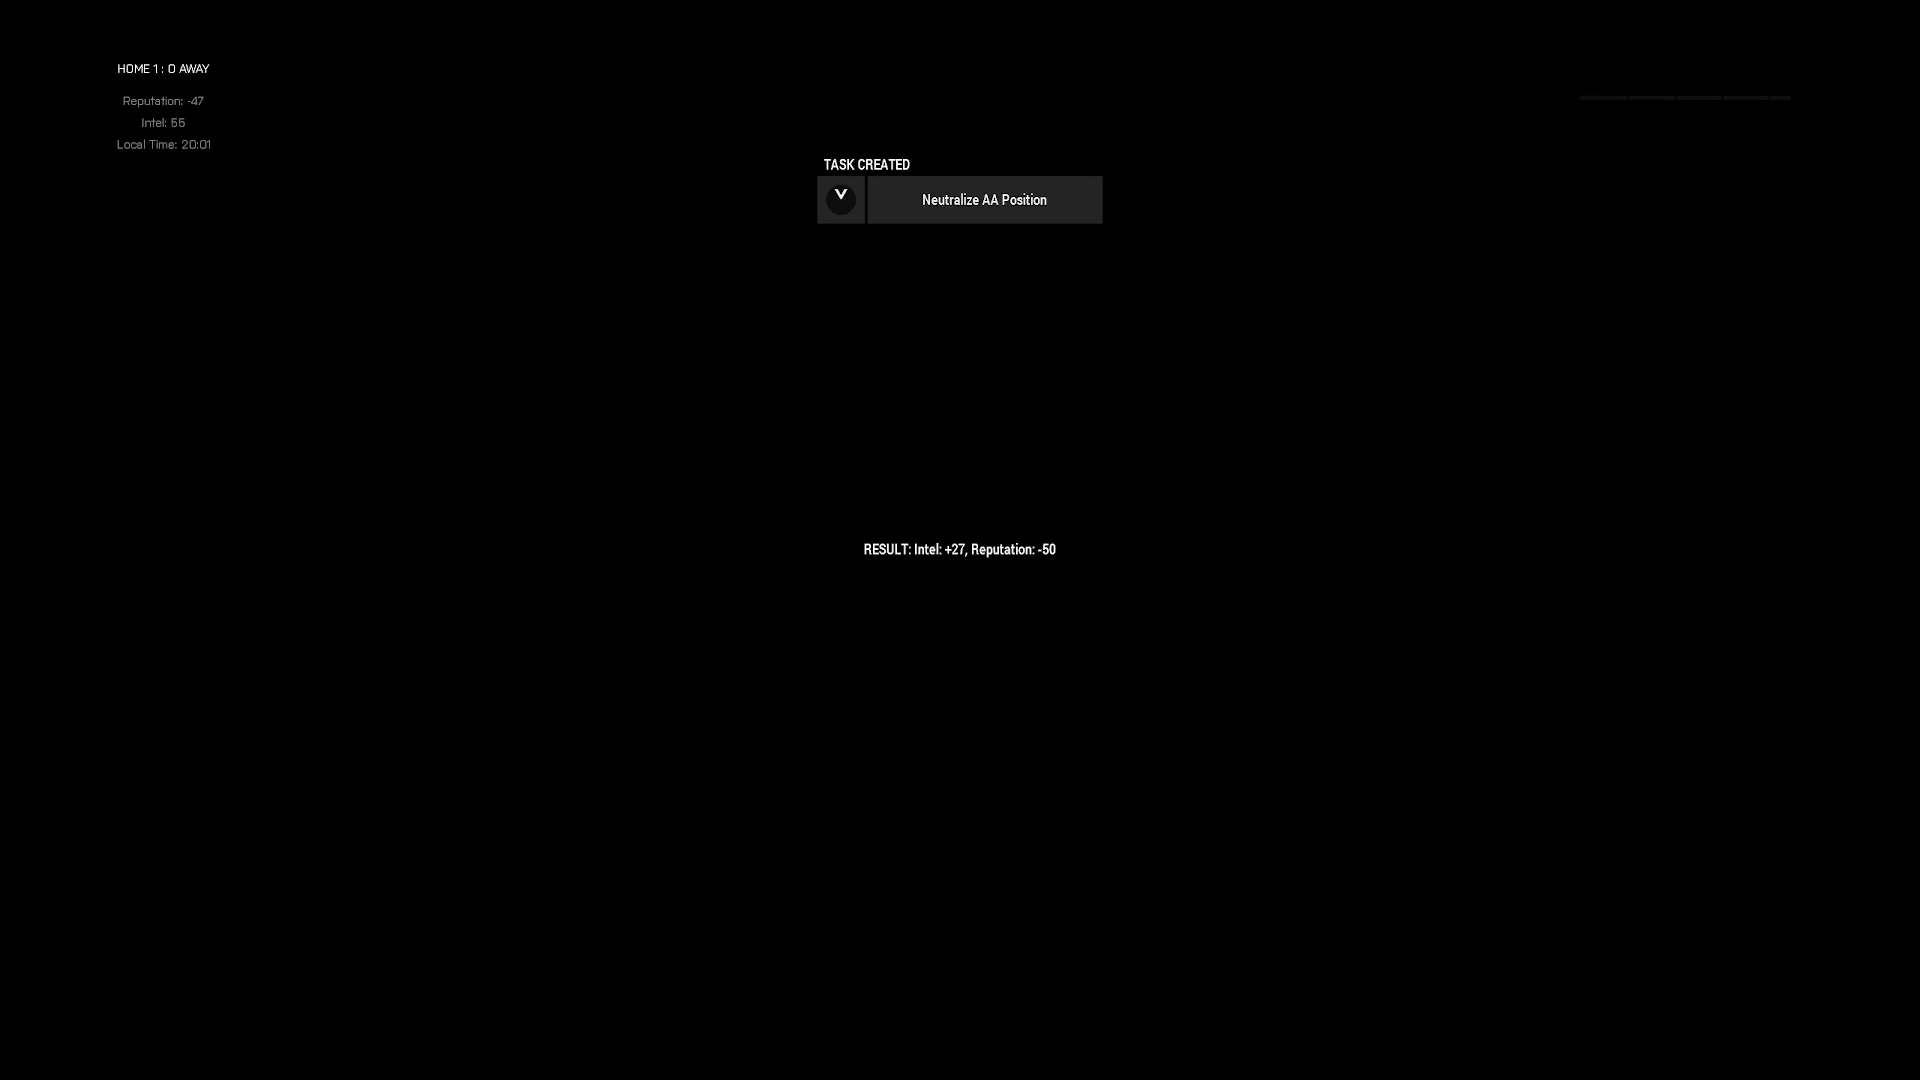 HOME 1 : 0 AWAY
Reputation: -47
Intel: 55
Local Time: 20:01
TASK CREATED
Neutralize AA Position
RESULT: Intel: +27, Reputation: -50